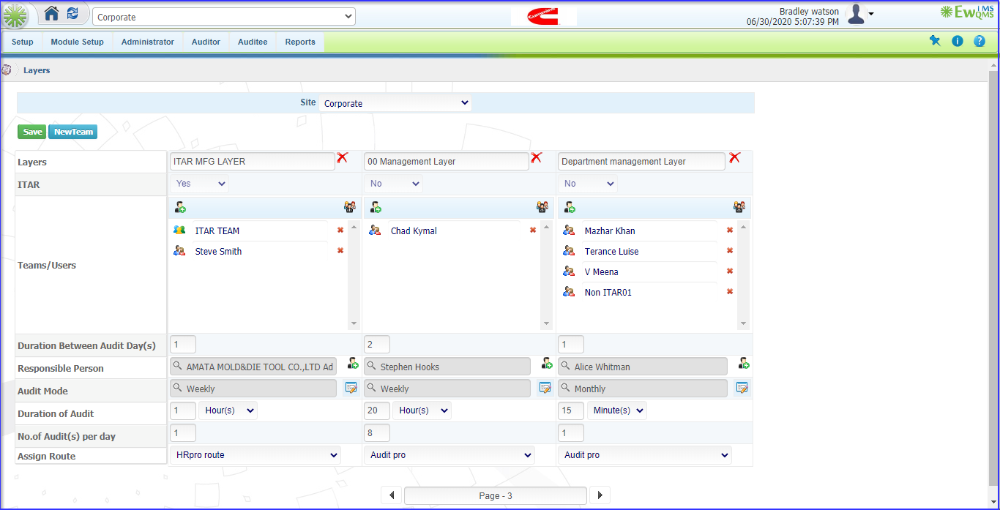 Corporate
Bradley watson
06/30/2020 5:07:39 PM
EwQMS IMS
Setup Module Setup Administrator Auditor Auditee Reports
Layers
Site Corporate
Save NewTeam
Layers ITAR MFG LAYER 00 Management Layer Department management Layer
ITAR Yes No No
Teams/Users
ITAR TEAM Chad Kymal Mazhar Khan
Steve Smith Terance Luise
V Meena
Non ITAR01
Duration Between Audit Day(s) 1 2 1
Responsible Person AMATA MOLD&DIE TOOL CO.,LTD Ad Stephen Hooks Alice Whitman
Audit Mode Weekly Weekly Monthly
Duration of Audit 1 Hour(s) 20 Hour(s) 15 Minute(s)
No.of Audit(s) per day 1 8 1
Assign Route HRpro route Audit pro Audit pro
Page - 3